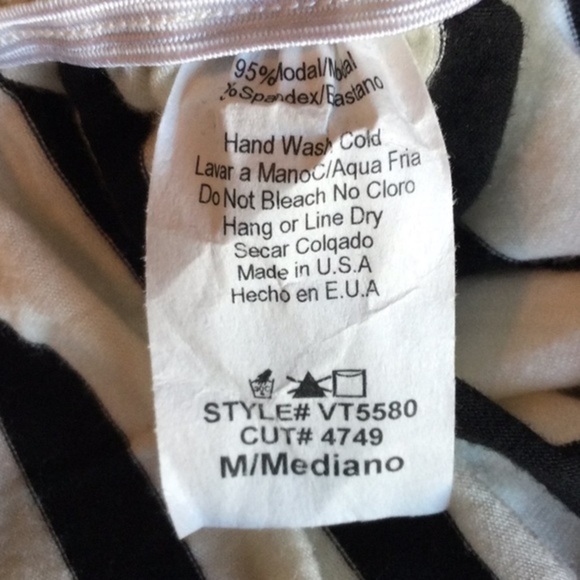 95% Modal/Modal
% Spandex/Elastano
Hand Wash Cold
Lavar a ManoC/Aqua Fria
Do Not Bleach No Cloro
Hang or Line Dry
Secar Colqado
Made in U.S.A
Hecho en E.U.A
STYLE# VT5580
CUT# 4749
M/Mediano